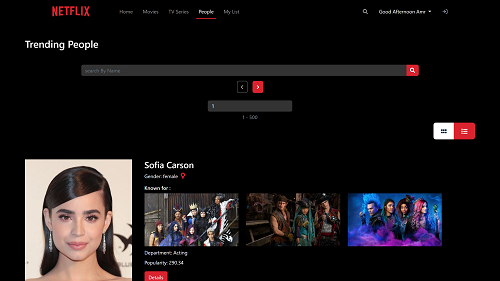 NETFLIX
Home Movies TV Series People My List
Good Afternoon Amr
Trending People
search By Name
1
1 - 500
Sofia Carson
Gender: female
Known for :
Department: Acting
Popularity: 290.34
Details